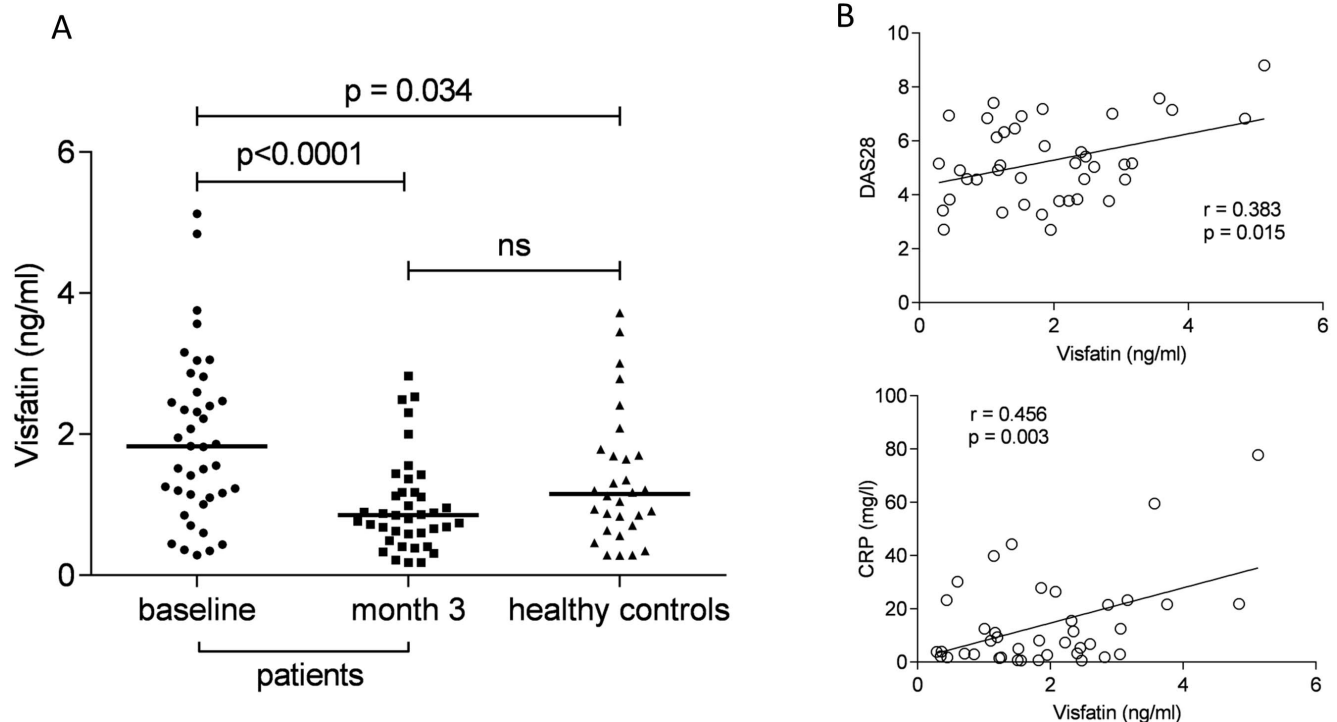 A
p = 0.034
p<0.0001
ns
Visfatin (ng/ml)
6
4
2
0
baseline month 3 healthy controls
patients
B
DAS28
10
8
6
4
2
0
r = 0.383
p = 0.015
0 2 4 6
Visfatin (ng/ml)
CRP (mg/l)
100
80
60
40
20
0
r = 0.456
p = 0.003
0 2 4 6
Visfatin (ng/ml)